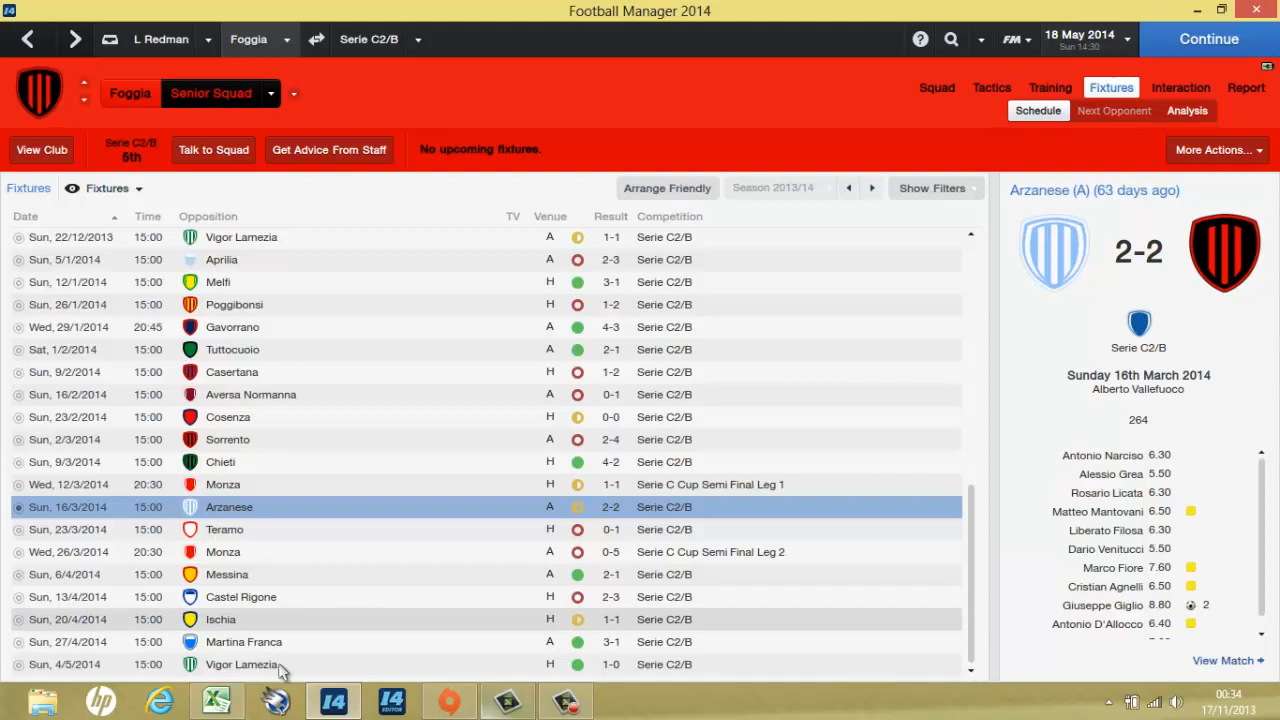 Football Manager 2014
L Redman
Foggia
Serie C2/B
18 May 2014
Sun 14:30
FM
Continue
Foggia Senior Squad
Squad Tactics Training Fixtures Interaction Report
Schedule Next Opponent Analysis
View Club
Serie C2/B
5th
Talk to Squad
Get Advice From Staff
No upcoming fixtures.
More Actions...
Fixtures
Fixtures
Arrange Friendly
Season 2013/14
Show Filters
Date Time Opposition TV Venue Result Competition
Sun, 22/12/2013 15:00 Vigor Lamezia A 1-1 Serie C2/B
Sun, 5/1/2014 15:00 Aprilia A 2-3 Serie C2/B
Sun, 12/1/2014 15:00 Melfi H 3-1 Serie C2/B
Sun, 26/1/2014 15:00 Poggibonsi H 1-2 Serie C2/B
Wed, 29/1/2014 20:45 Gavorrano A 4-3 Serie C2/B
Sat, 1/2/2014 15:00 Tuttocuoio A 2-1 Serie C2/B
Sun, 9/2/2014 15:00 Casertana H 1-2 Serie C2/B
Sun, 16/2/2014 15:00 Aversa Normanna A 0-1 Serie C2/B
Sun, 23/2/2014 15:00 Cosenza H 0-0 Serie C2/B
Sun, 2/3/2014 15:00 Sorrento A 2-4 Serie C2/B
Sun, 9/3/2014 15:00 Chieti H 4-2 Serie C2/B
Wed, 12/3/2014 20:30 Monza H 1-1 Serie C Cup Semi Final Leg 1
Sun, 16/3/2014 15:00 Arzanese A 2-2 Serie C2/B
Sun, 23/3/2014 15:00 Teramo H 0-1 Serie C2/B
Wed, 26/3/2014 20:30 Monza A 0-5 Serie C Cup Semi Final Leg 2
Sun, 6/4/2014 15:00 Messina A 2-1 Serie C2/B
Sun, 13/4/2014 15:00 Castel Rigone H 2-3 Serie C2/B
Sun, 20/4/2014 15:00 Ischia H 1-1 Serie C2/B
Sun, 27/4/2014 15:00 Martina Franca A 3-1 Serie C2/B
Sun, 4/5/2014 15:00 Vigor Lamezia H 1-0 Serie C2/B
Arzanese (A) (63 days ago)
2-2
Serie C2/B
Sunday 16th March 2014
Alberto Vallefuoco
264
Antonio Narciso 6.30
Alessio Grea 5.50
Rosario Licata 6.30
Matteo Mantovani 6.50
Liberato Filosa 6.30
Dario Venitucci 5.50
Marco Fiore 7.60
Cristian Agnelli 6.50
Giuseppe Giglio 8.80 2
Antonio D'Allocco 6.40
View Match
hp
14
14
EDITOR
00:34
17/11/2013